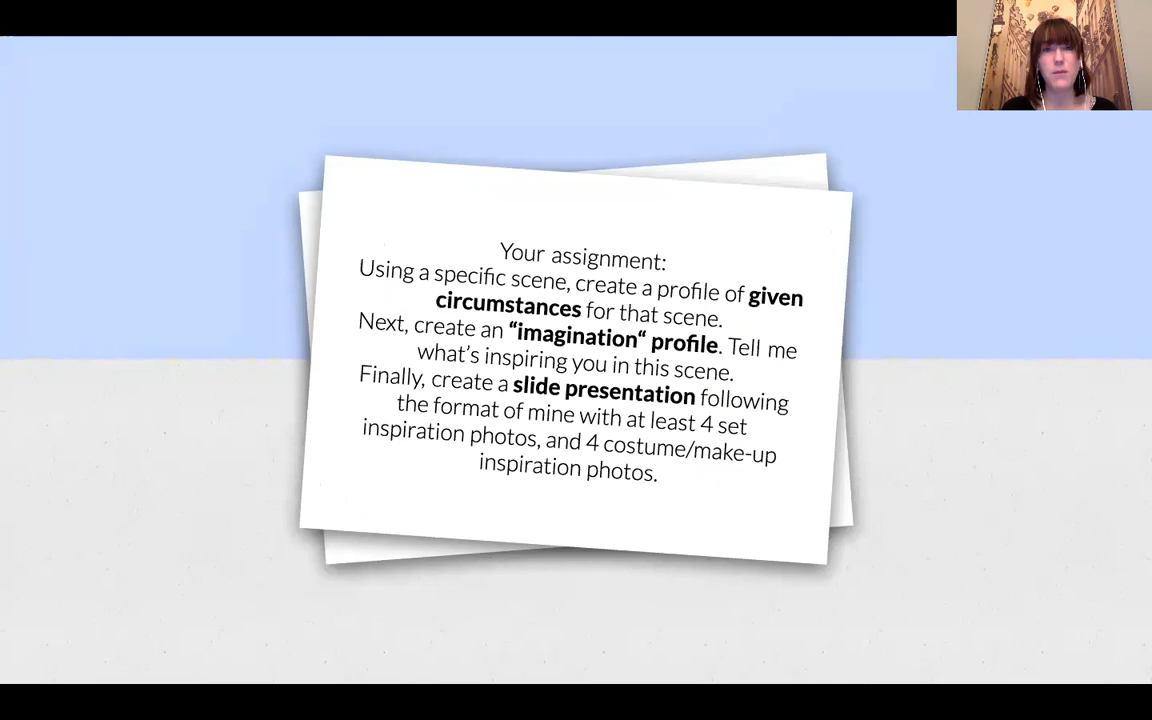 Your assignment:
Using a specific scene, create a profile of given
circumstances for that scene.
Next, create an “imagination“ profile. Tell me
what’s inspiring you in this scene.
Finally, create a slide presentation following
the format of mine with at least 4 set
inspiration photos, and 4 costume/make-up
inspiration photos.